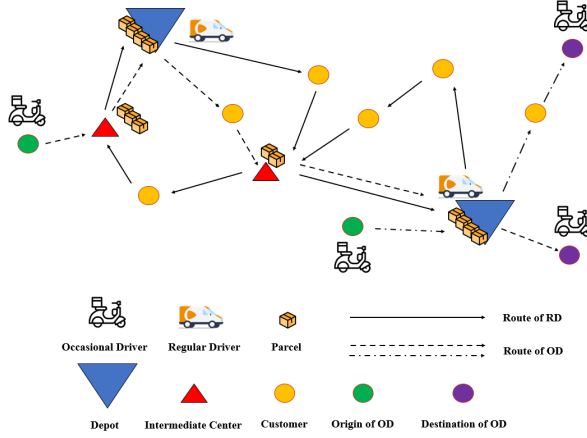 Route of RD
Occasional Driver
Regular Driver
Parcel
Route of OD
Depot
Intermediate Center
Customer
Origin of OD
Destination of OD